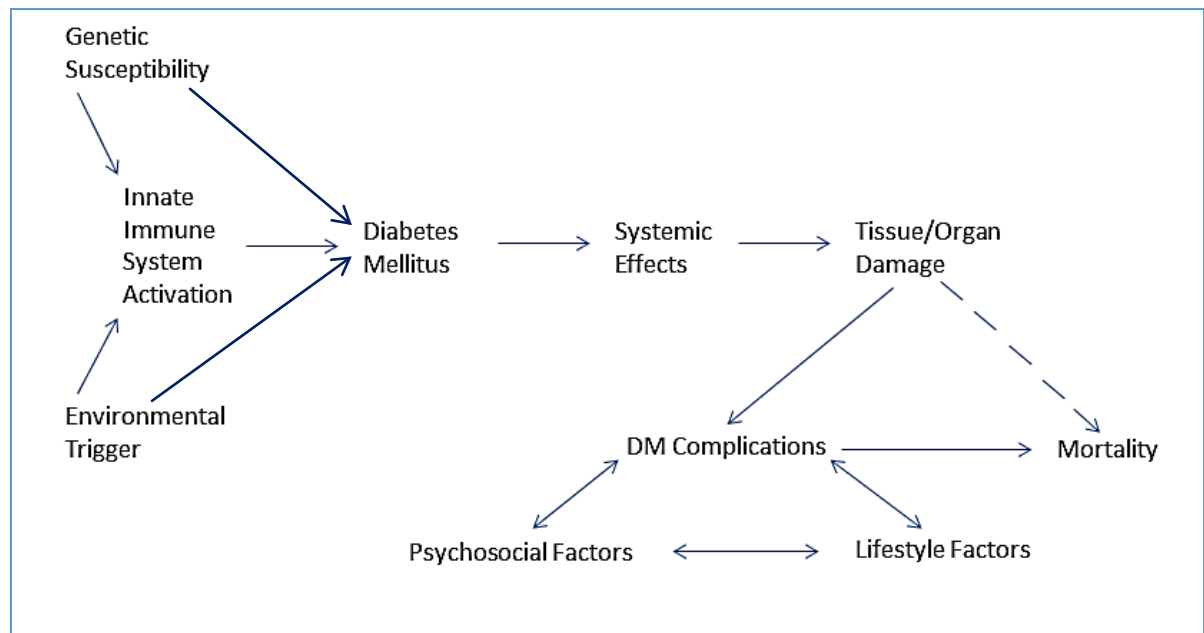 Genetic
Susceptibility
Innate
Immune
System
Activation
Diabetes
Mellitus
Systemic
Effects
Tissue/Organ
Damage
Environmental
Trigger
DM Complications
Mortality
Psychosocial Factors
Lifestyle Factors